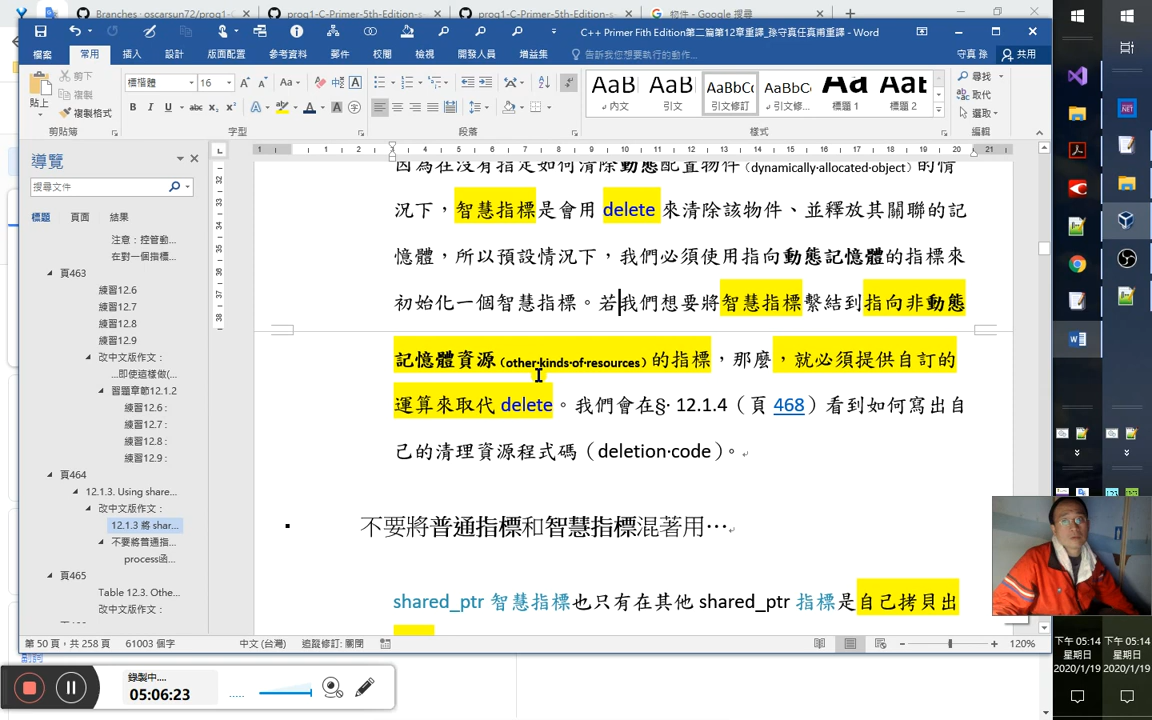 Branches · oscarsun72/prog1-C
prog1-C-Primer-5th-Edition-s
prog1-C-Primer-5th-Edition-s
物件 - Google 搜尋
C++ Primer Fifth Edition第二篇第12章重譯_孫守真任真甫重譯 - Word
檔案
常用
插入
設計
版面配置
參考資料
郵件
校閱
檢視
開發人員
增益集
告訴我您想要執行的動作...
守真 孫
共用
貼上
剪下
複製
複製格式
剪貼簿
標楷體
16
字型
段落
AaB
AaB
AaBbCc
AaBbCc
Aa
Aat
內文
引文
引文修訂
引文修...
標題 1
標題 2
樣式
尋找
取代
選取
編輯
導覽
搜尋文件
標題
頁面
結果
注意：控管動...
在對一個指標...
頁463
練習12.6
練習12.7
練習12.8
練習12.9
改中文版作文：
...即使這樣做(...
習題章節12.1.2
練習12.6 :
練習12.7 :
練習12.8 :
練習12.9 :
頁464
12.1.3. Using share...
改中文版作文：
12.1.3 將 shar...
不要將普通指...
process函...
頁465
Table 12.3. Othe...
改中文版作文：
因為在沒有指定如何清除動態配置物件（dynamically·allocated·object）的情
況下，智慧指標是會用 delete 來清除該物件、並釋放其關聯的記
憶體，所以預設情況下，我們必須使用指向動態記憶體的指標來
初始化一個智慧指標。若我們想要將智慧指標繫結到指向非動態
記憶體資源（other·kinds·of·resources）的指標，那麼，就必須提供自訂的
運算來取代 delete。我們會在§· 12.1.4（頁 468）看到如何寫出自
己的清理資源程式碼（deletion·code）。
不要將普通指標和智慧指標混著用…
shared_ptr 智慧指標也只有在其他 shared_ptr 指標是自己拷貝出
第 50 頁，共 258 頁
61003 個字
中文 (台灣)
追蹤修訂: 關閉
120%
錄製中....
05:06:23
下午 05:14
星期日
2020/1/19
下午 05:14
星期日
2020/1/19